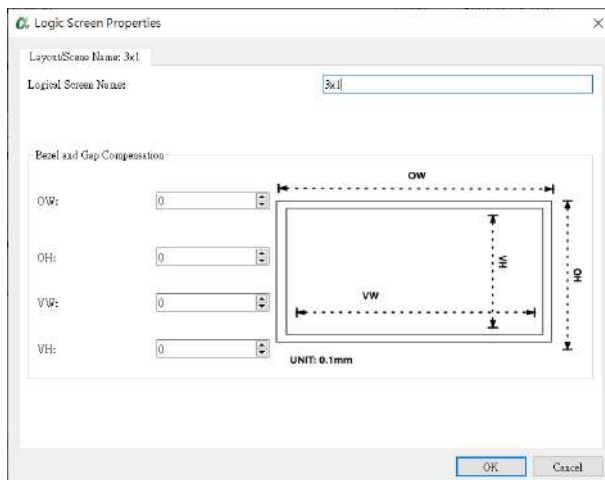 Logic Screen Properties
Layout/Scene Name: 3x1
Logical Screen Name:
3x1
Bezel and Gap Compensation
OW:
0
OH:
0
VW:
0
VH:
0
OW
VH
OH
VW
UNIT: 0.1mm
OK
Cancel